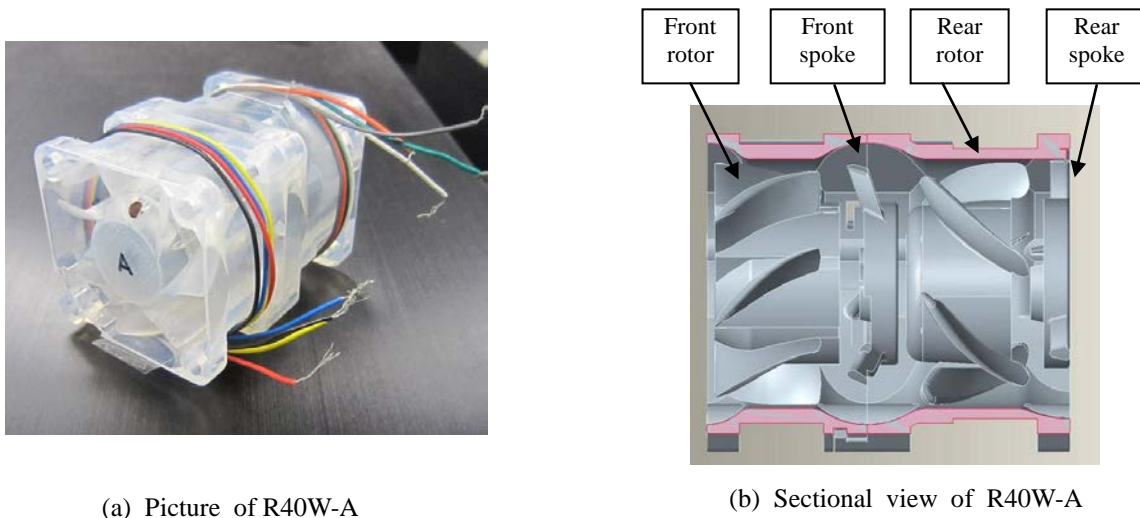 Front
rotor
Front
spoke
Rear
rotor
Rear
spoke
A
(a) Picture of R40W-A
(b) Sectional view of R40W-A